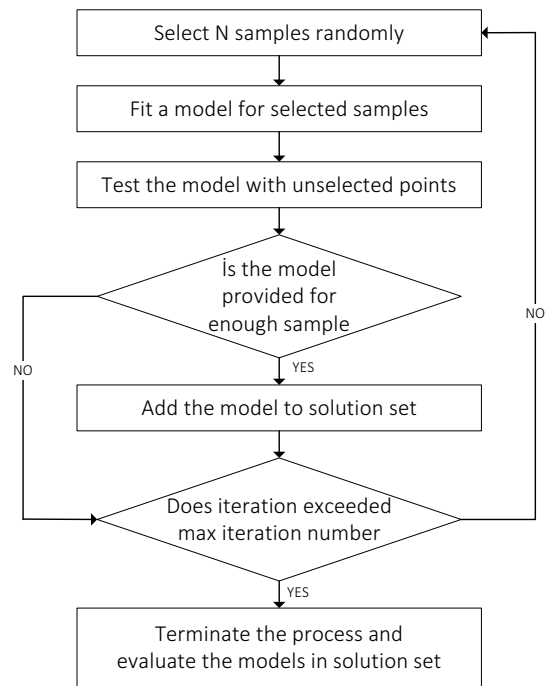 Select N samples randomly
Fit a model for selected samples
Test the model with unselected points
İs the model
provided for
enough sample
NO
NO
YES
Add the model to solution set
Does iteration exceeded
max iteration number
YES
Terminate the process and
evaluate the models in solution set